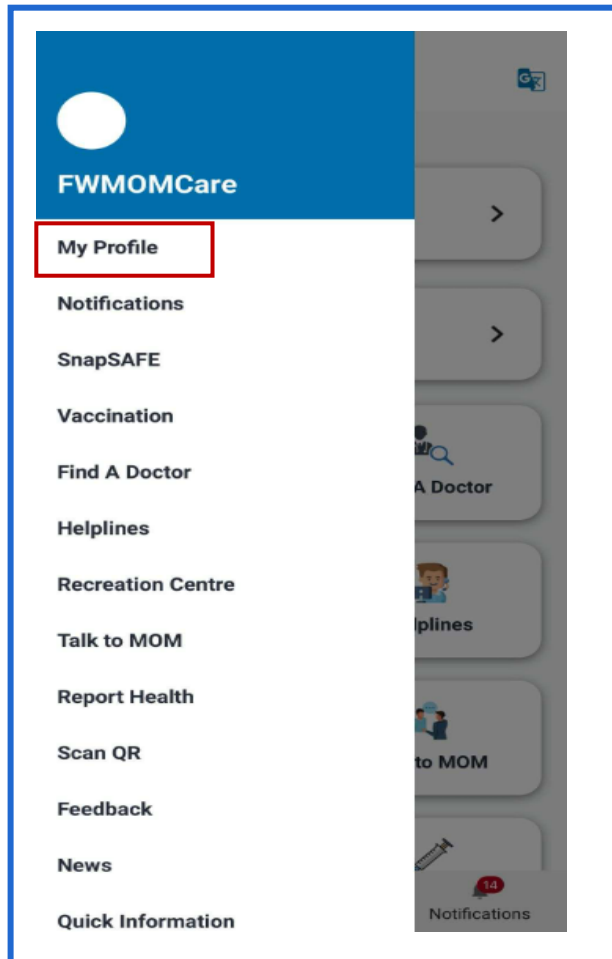 FWMOMCare
My Profile
Notifications
SnapSAFE
Vaccination
Find A Doctor
A Doctor
Helplines
Recreation Centre
lplines
Talk to MOM
Report Health
Scan QR
to MOM
Feedback
News
14
Quick Information
Notifications